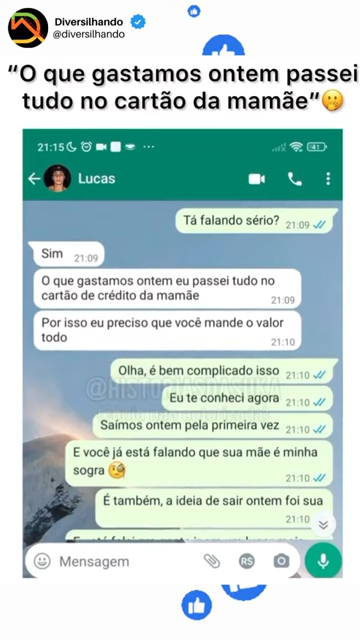 Diversilhando
@diversilhando
“O que gastamos ontem passei
tudo no cartão da mamãe”🤫
21:15
41
Lucas
Tá falando sério? 21:09
Sim 21:09
O que gastamos ontem eu passei tudo no
cartão de crédito da mamãe 21:09
Por isso eu preciso que você mande o valor
todo 21:10
Olha, é bem complicado isso 21:10
Eu te conheci agora 21:10
@HISTORIASDASUKA
Saímos ontem pela primeira vez 21:10
E você já está falando que sua mãe é minha
sogra 🧐 21:10
É também, a ideia de sair ontem foi sua
21:10
Mensagem
R$